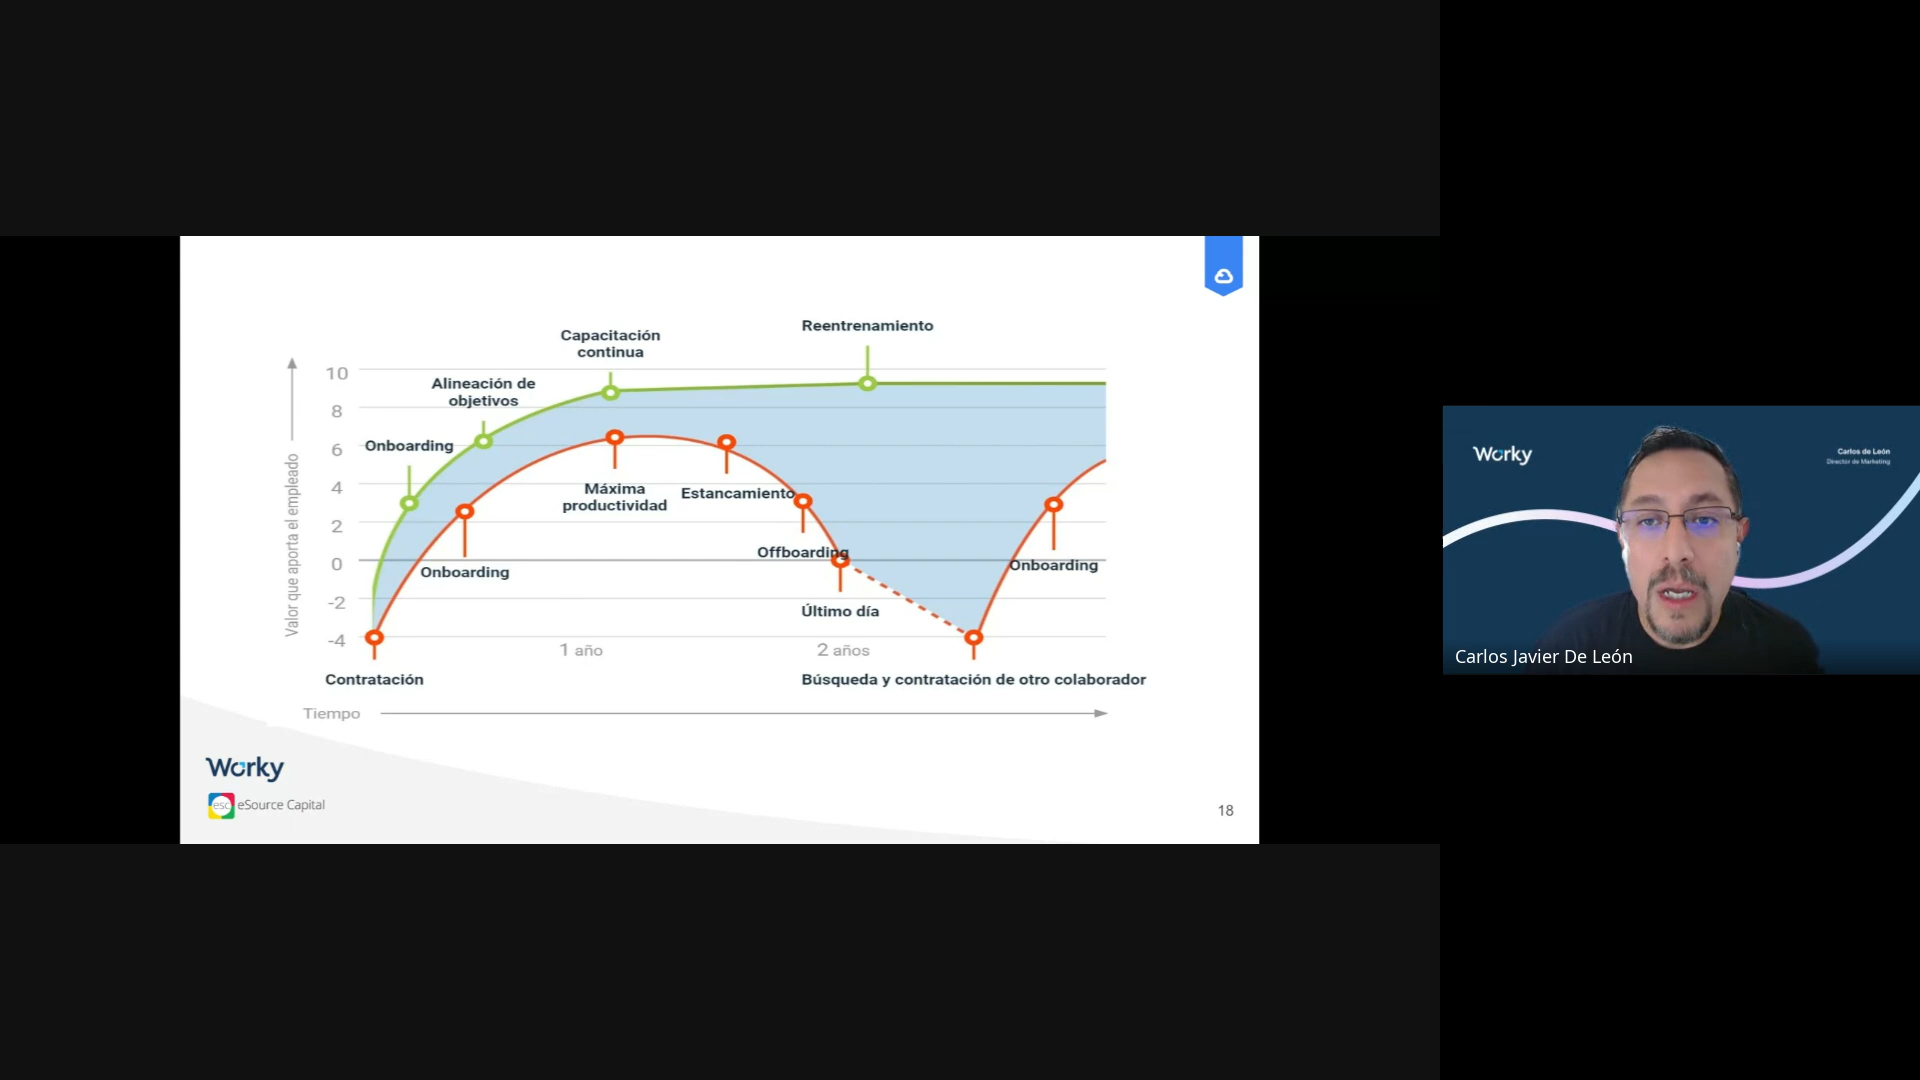 Reentrenamiento
Capacitación
continua
10
Alineación de
objetivos
8
Onboarding
6
Máxima
productividad
Estancamiento
4
2
Offboarding
0
Onboarding
Onboarding
-2
Último día
-4
1 año
2 años
Valor que aporta el empleado
Contratación
Búsqueda y contratación de otro colaborador
Tiempo
Worky
esc eSource Capital
18
Worky
Carlos de León
Director de Marketing
Carlos Javier De León